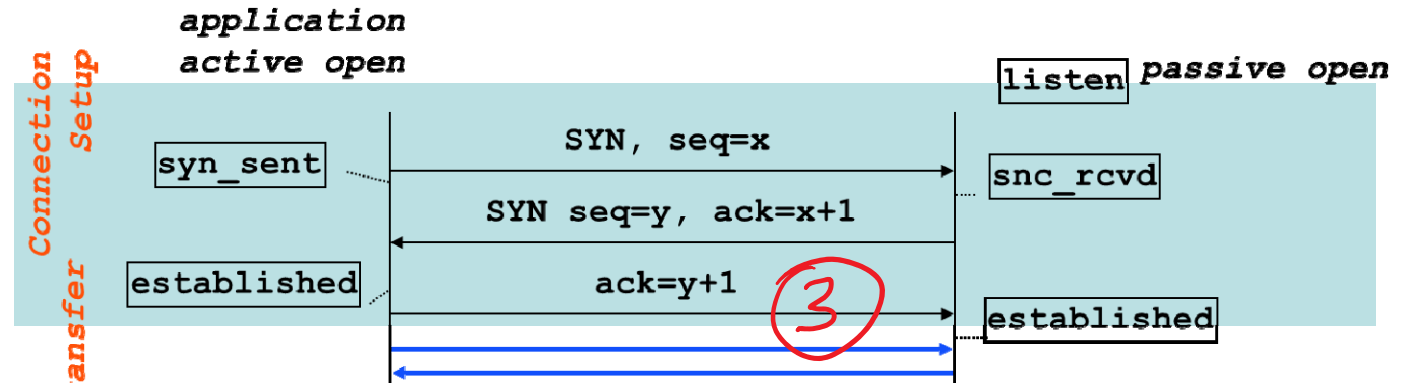 application
active open
listen
passive open
Connection
Setup
SYN, seq=x
syn_sent
snc_rcvd
SYN seq=y, ack=x+1
established
ack=y+1
3
established